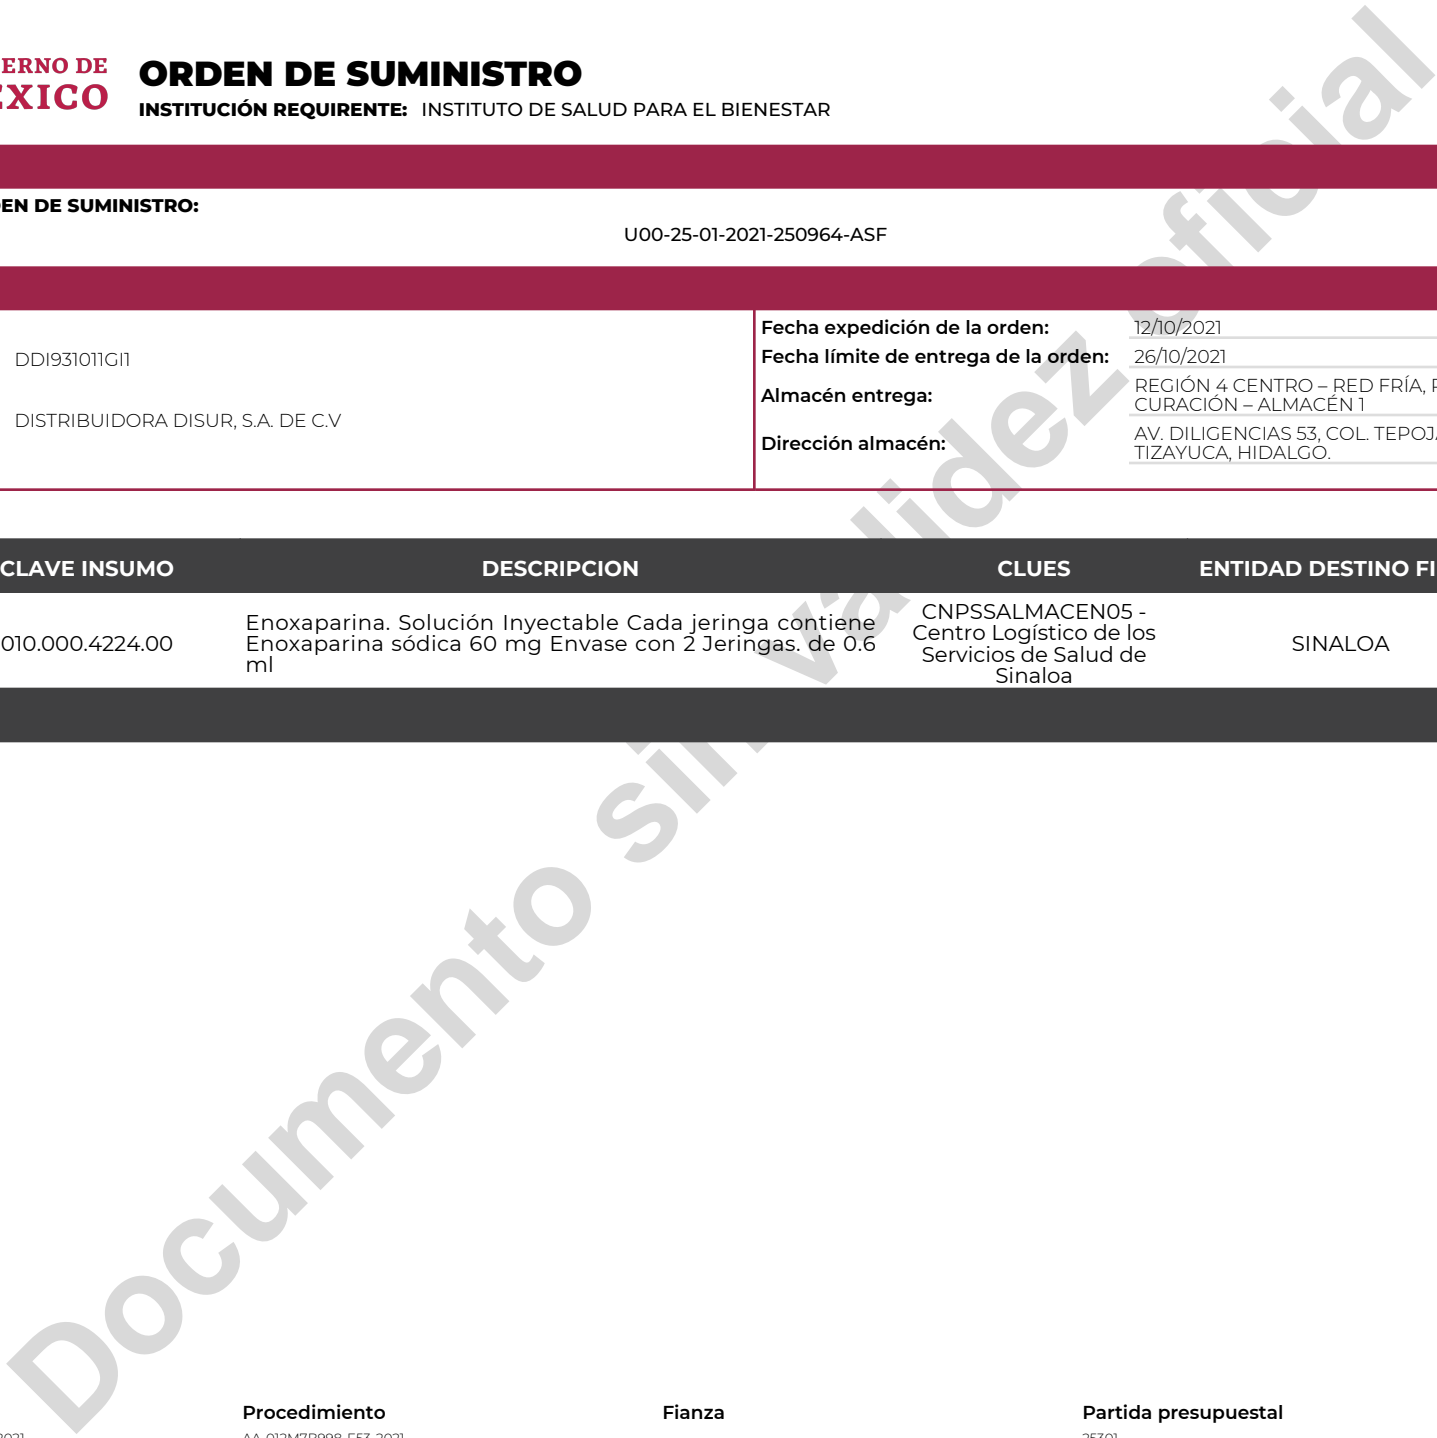 ERNO DE
ORDEN DE SUMINISTRO
INSTITUCIÓN REQUIRENTE: INSTITUTO DE SALUD PARA EL BIENESTAR
EN DE SUMINISTRO:
U00-25-01-2021-250964-ASF
DDI931011GI1
DISTRIBUIDORA DISUR, S.A. DE C.V
Fecha expedición de la orden: 12/10/2021
Fecha límite de entrega de la orden: 26/10/2021
Almacén entrega: REGIÓN 4 CENTRO – RED FRÍA,
CURACIÓN – ALMACÉN 1
Dirección almacén: AV. DILIGENCIAS 53, COL. TEPOJA
TIZAYUCA, HIDALGO.
CLAVE INSUMO DESCRIPCION CLUES ENTIDAD DESTINO FI
010.000.4224.00
Enoxaparina. Solución Inyectable Cada jeringa contiene
Enoxaparina sódica 60 mg Envase con 2 Jeringas. de 0.6
ml
CNPSSALMACEN05 -
Centro Logístico de los
Servicios de Salud de
Sinaloa
SINALOA
Documento sin validez oficial
Procedimiento Fianza Partida presupuestal